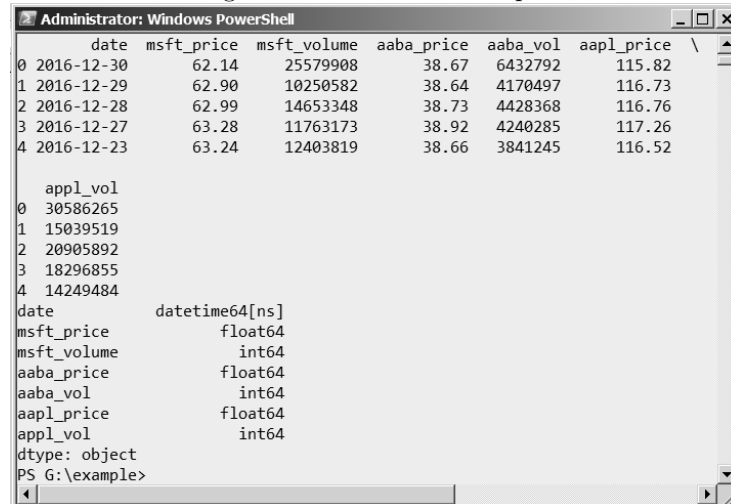 Administrator: Windows PowerShell
date msft_price msft_volume aaba_price aaba_vol aapl_price \
0 2016-12-30 62.14 25579908 38.67 6432792 115.82
1 2016-12-29 62.90 10250582 38.64 4170497 116.73
2 2016-12-28 62.99 14653348 38.73 4428368 116.76
3 2016-12-27 63.28 11763173 38.92 4240285 117.26
4 2016-12-23 63.24 12403819 38.66 3841245 116.52
appl_vol
0 30586265
1 15039519
2 20905892
3 18296855
4 14249484
date datetime64[ns]
msft_price float64
msft_volume int64
aaba_price float64
aaba_vol int64
aapl_price float64
appl_vol int64
dtype: object
PS G:\example>